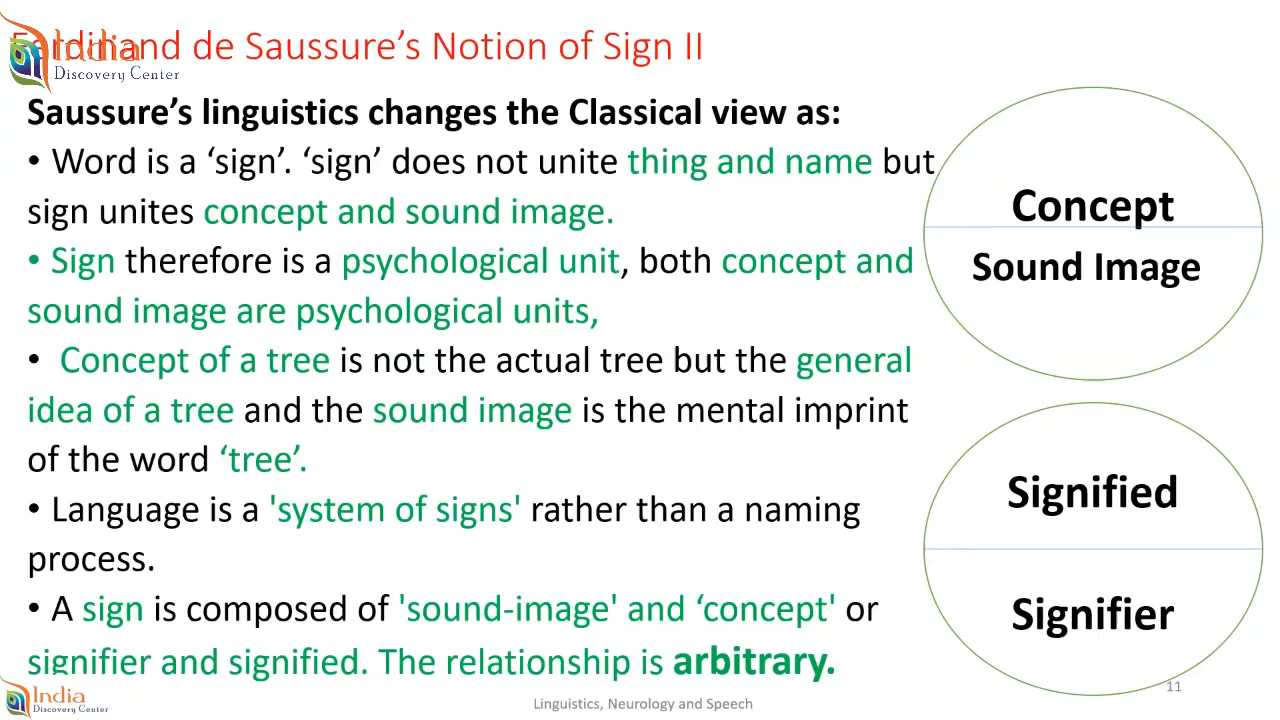 Ferdinand de Saussure’s Notion of Sign II
India
Discovery Center
Saussure’s linguistics changes the Classical view as:
• Word is a ‘sign’. ‘sign’ does not unite thing and name but
sign unites concept and sound image.
• Sign therefore is a psychological unit, both concept and
sound image are psychological units,
• Concept of a tree is not the actual tree but the general
idea of a tree and the sound image is the mental imprint
of the word ‘tree’.
• Language is a 'system of signs' rather than a naming
process.
• A sign is composed of 'sound-image' and ‘concept' or
signifier and signified. The relationship is arbitrary.
Concept
Sound Image
Signified
Signifier
India
Discovery Center
Linguistics, Neurology and Speech
11